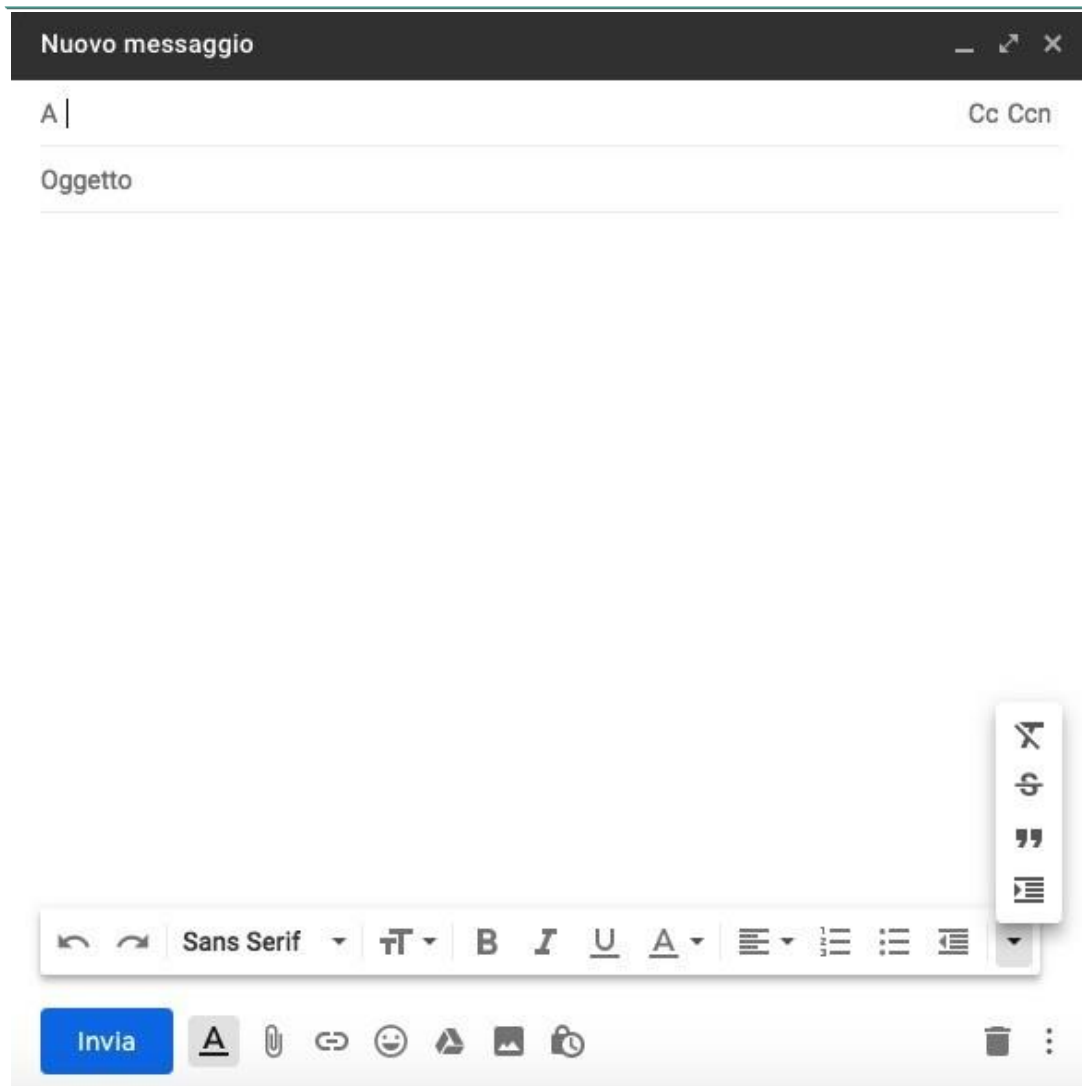 Nuovo messaggio
A
Cc Ccn
Oggetto
Sans Serif
Invia